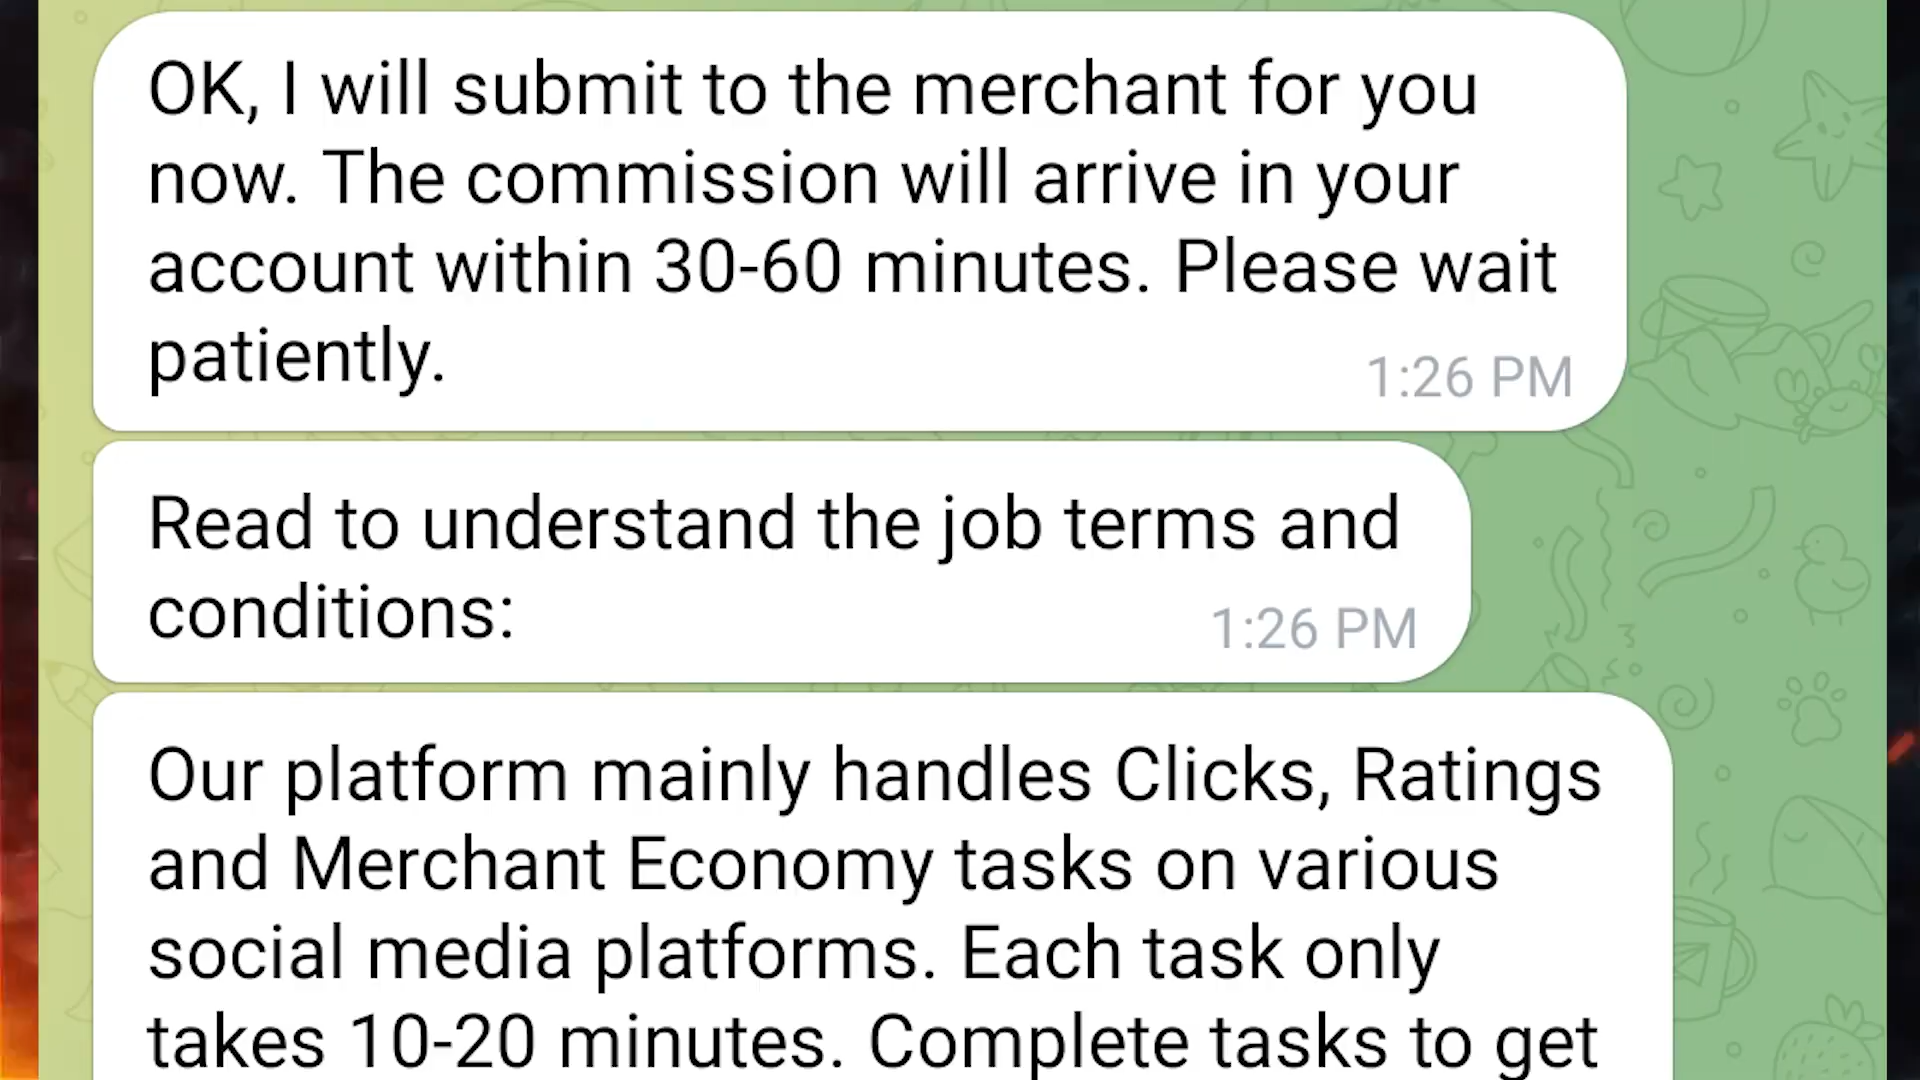 OK, I will submit to the merchant for you
now. The commission will arrive in your
account within 30-60 minutes. Please wait
patiently.
1:26 PM
Read to understand the job terms and
conditions:
1:26 PM
Our platform mainly handles Clicks, Ratings
and Merchant Economy tasks on various
social media platforms. Each task only
takes 10-20 minutes. Complete tasks to get